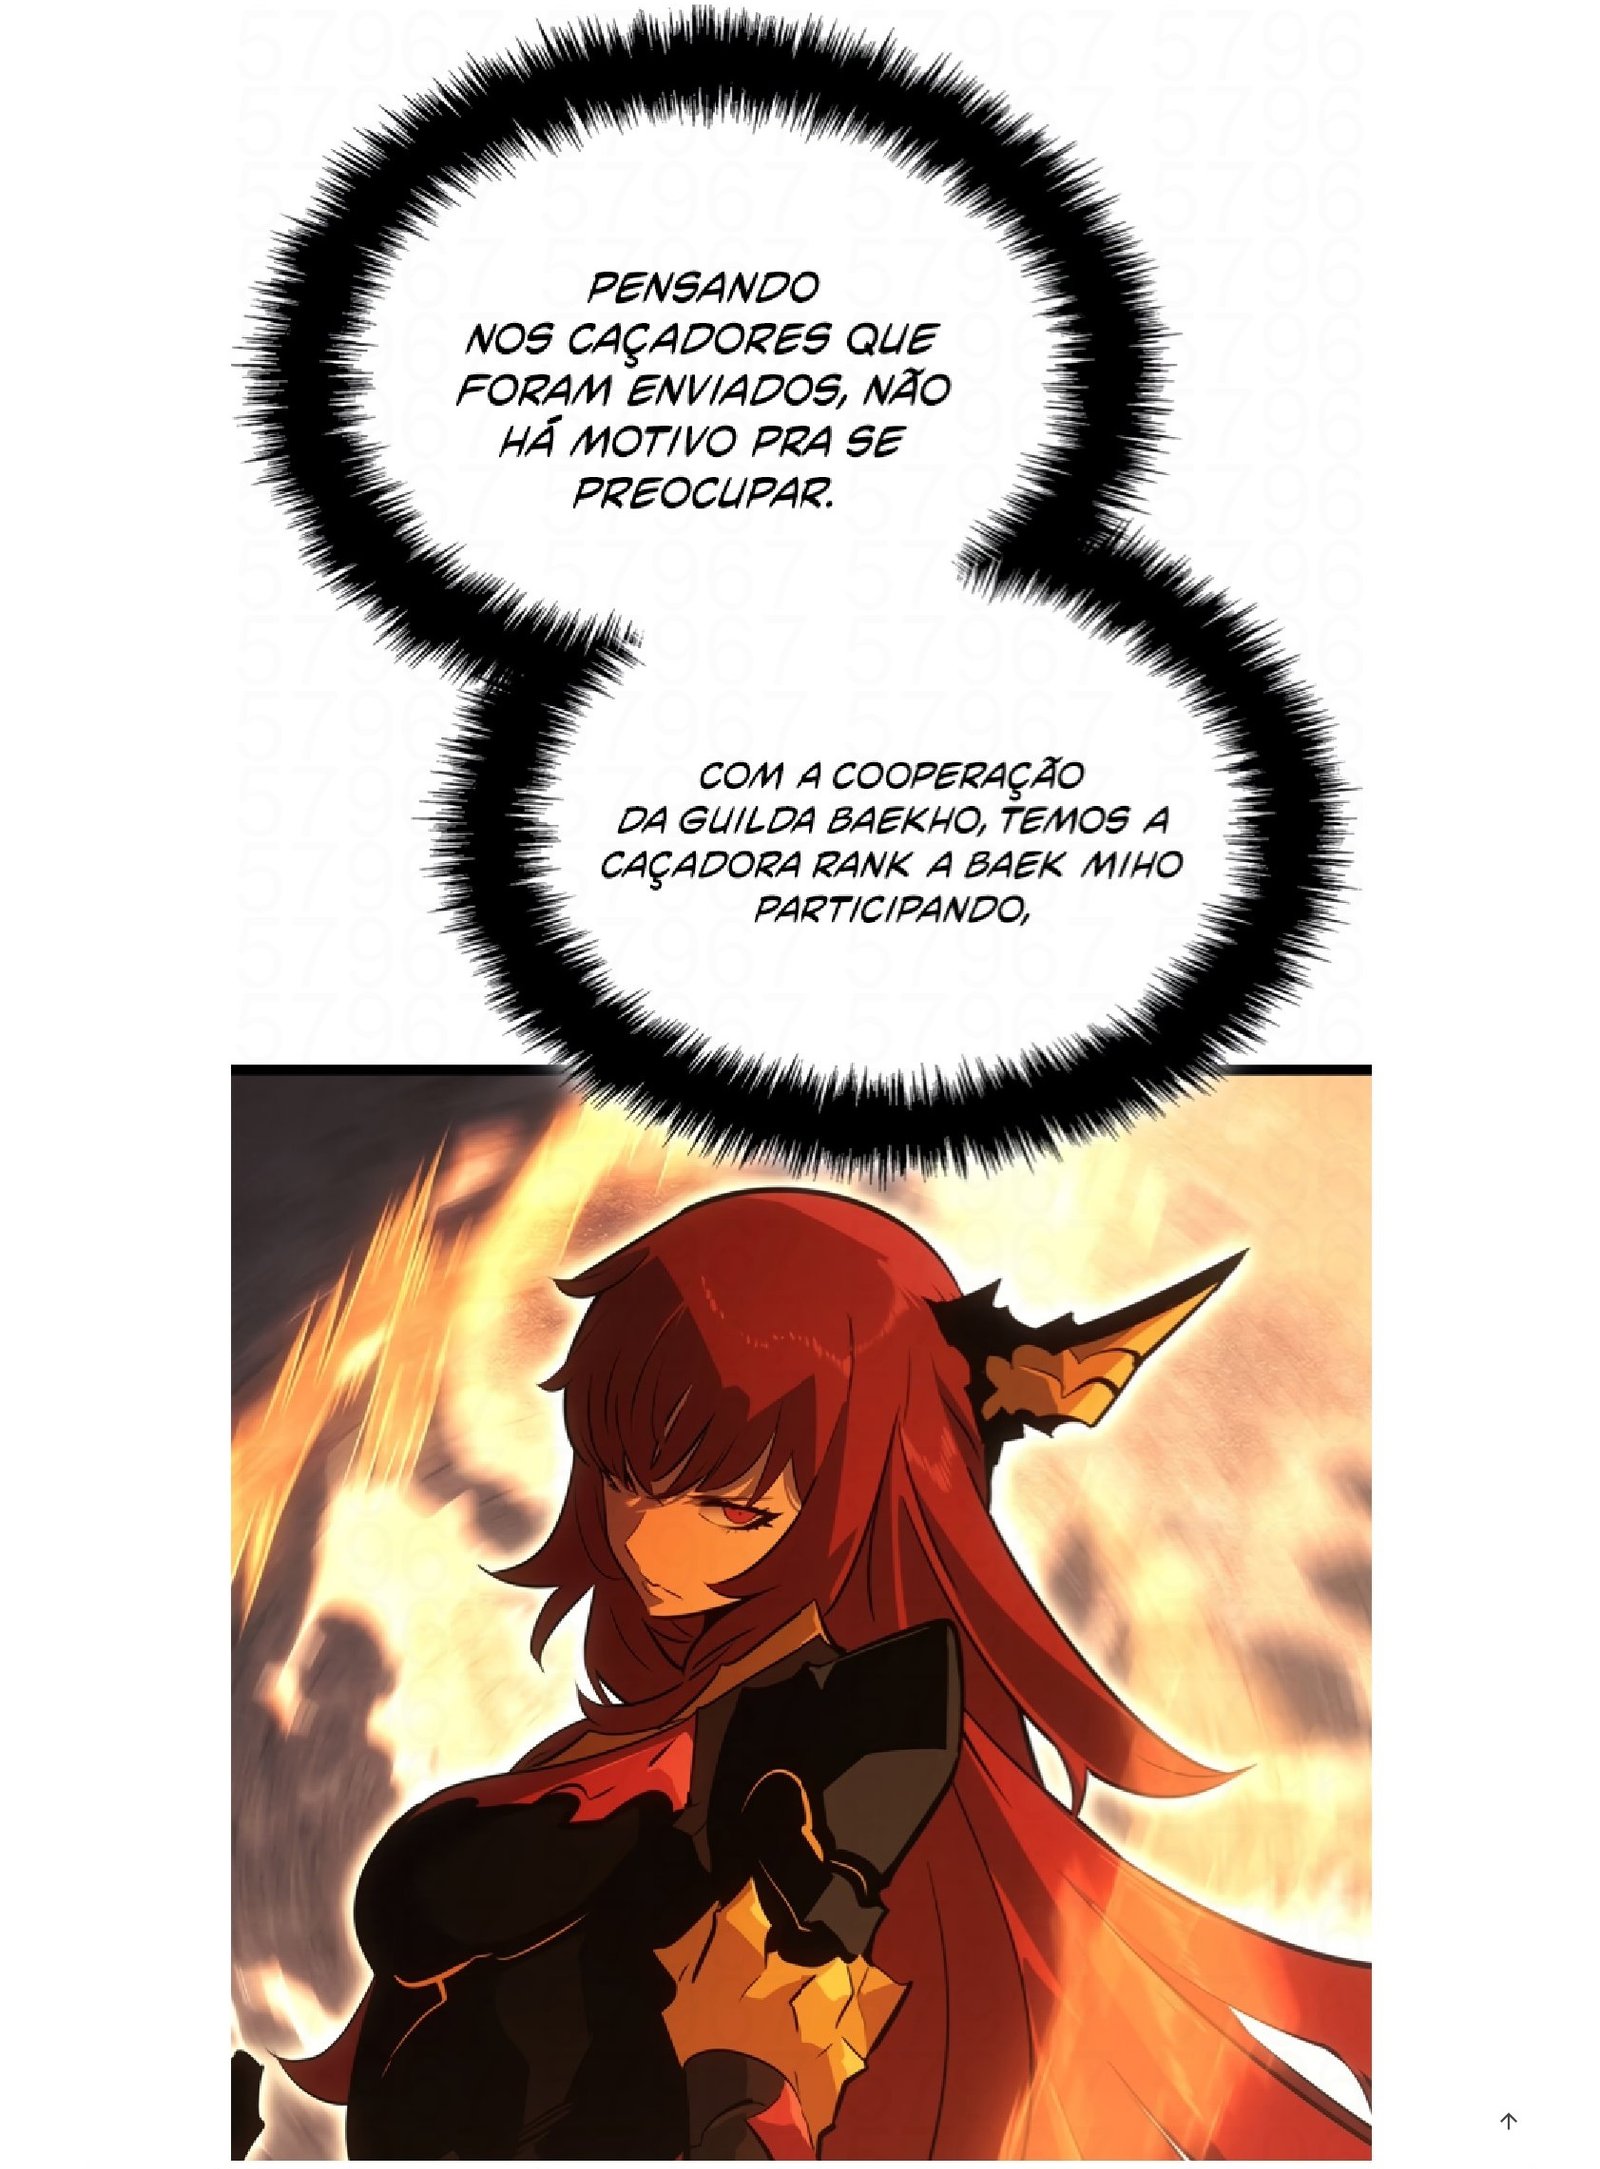 PENSANDO
NOS CAÇADORES QUE
FORAM ENVIADOS, NÃO
HÁ MOTIVO PRA SE
PREOCUPAR.
COM A COOPERAÇÃO
DA GUILDA BAEKHO, TEMOS A
CAÇADORA RANK A BAEK MIHO
PARTICIPANDO,